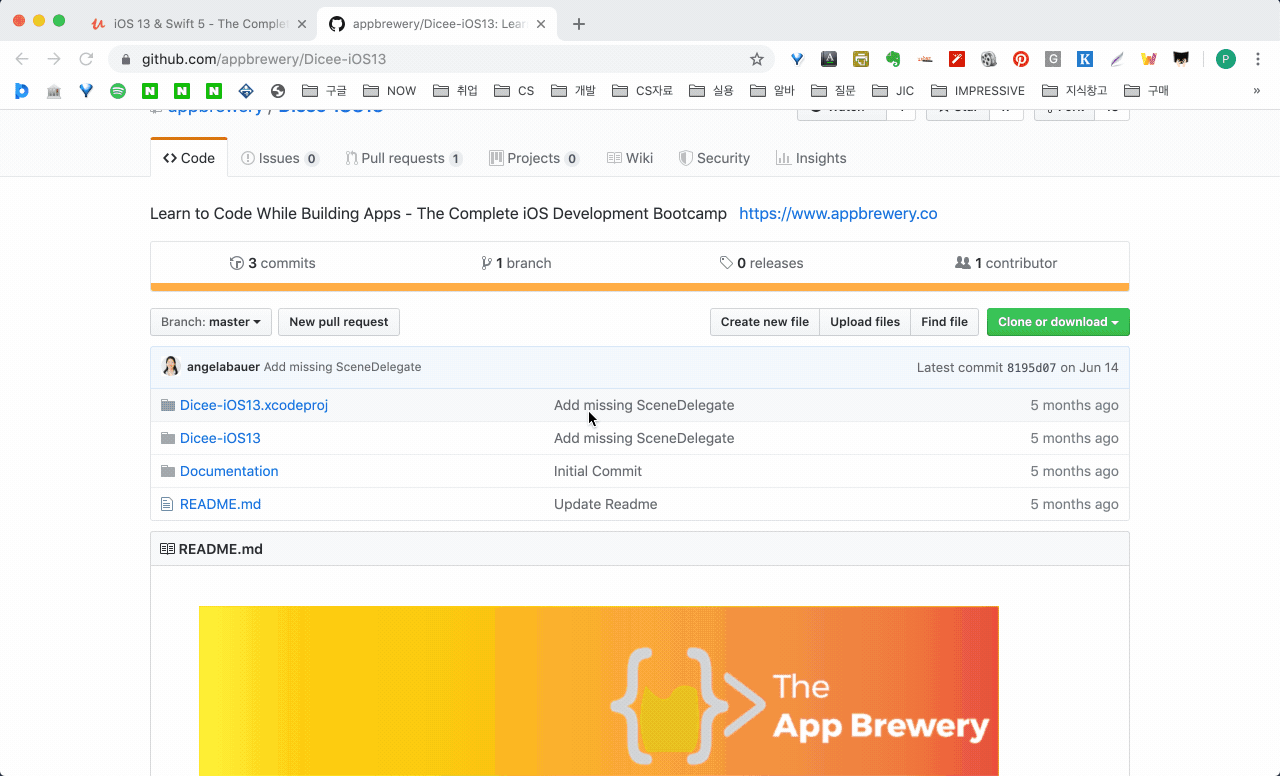 iOS 13 & Swift 5 - The Complet
appbrewery/Dicee-iOS13: Lear
github.com/appbrewery/Dicee-iOS13
P
구글 NOW 취업 CS 개발 CS자료 실용 알바 질문 JIC IMPRESSIVE 지식창고 구매 »
appbrewery / Dicee-iOS13
Code Issues 0 Pull requests 1 Projects 0 Wiki Security Insights
Learn to Code While Building Apps - The Complete iOS Development Bootcamp https://www.appbrewery.co
3 commits 1 branch 0 releases 1 contributor
Branch: master New pull request Create new file Upload files Find file Clone or download
angelabauer Add missing SceneDelegate Latest commit 8195d07 on Jun 14
Dicee-iOS13.xcodeproj Add missing SceneDelegate 5 months ago
Dicee-iOS13 Add missing SceneDelegate 5 months ago
Documentation Initial Commit 5 months ago
README.md Update Readme 5 months ago
README.md
The
App Brewery